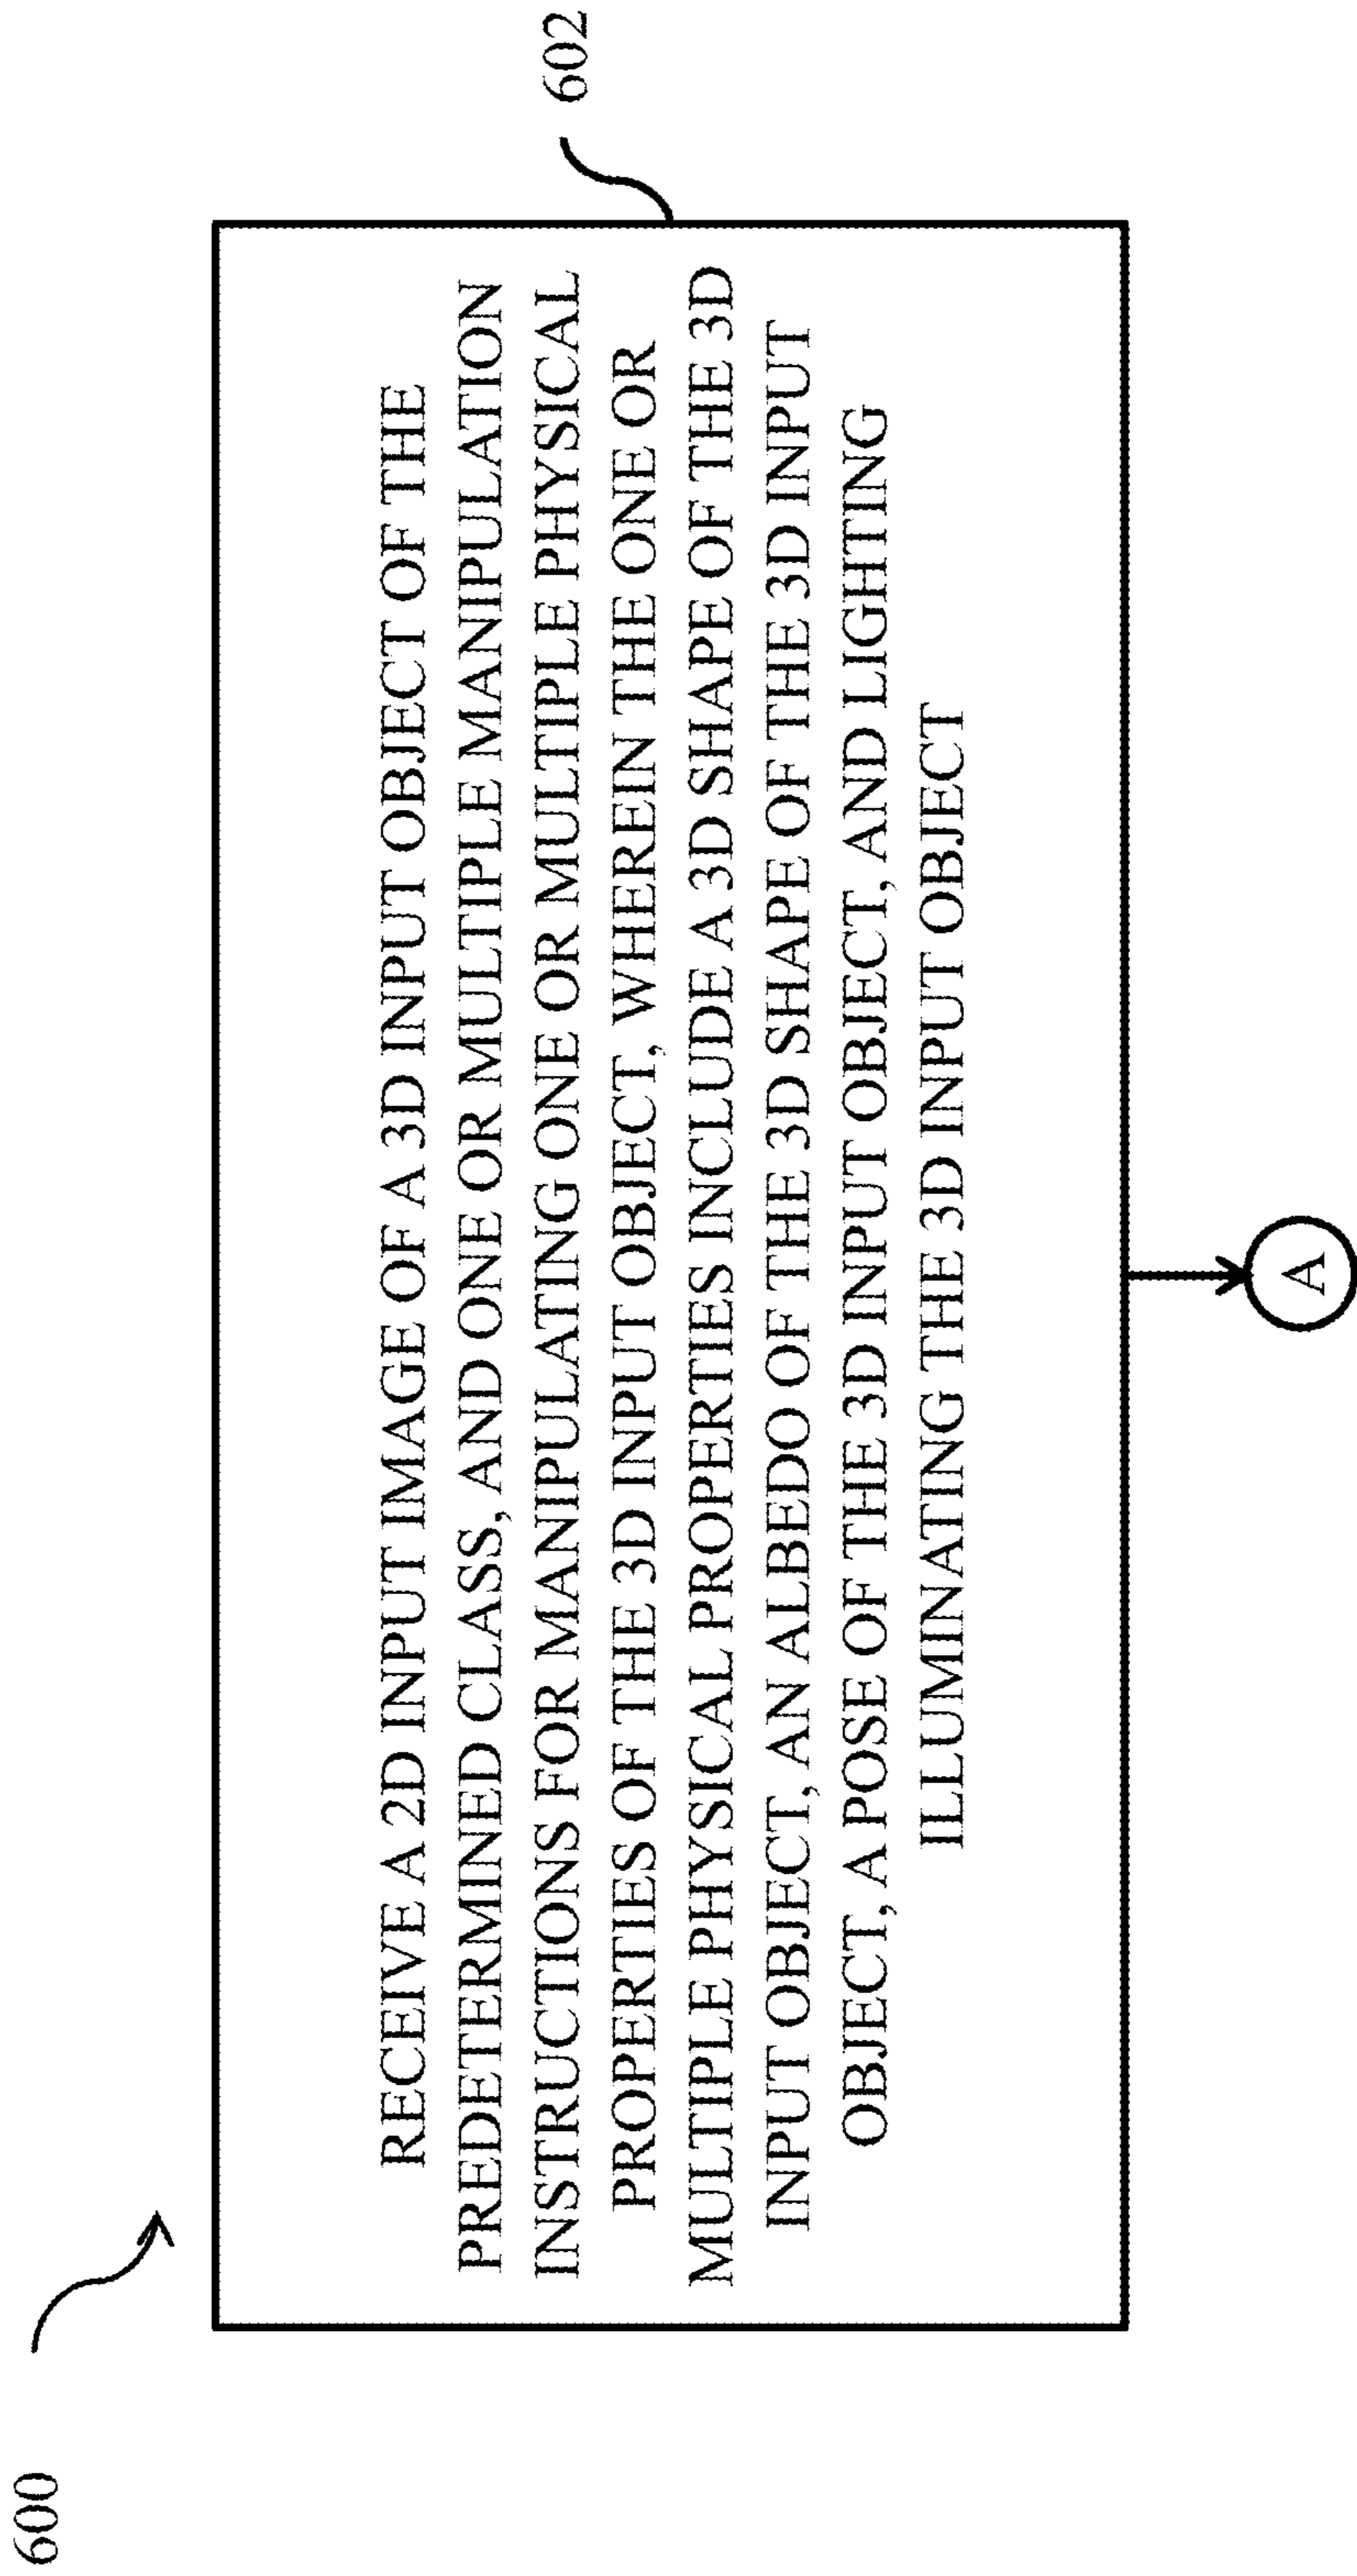 600
RECEIVE A 2D INPUT IMAGE OF A 3D INPUT OBJECT OF THE
PREDETERMINED CLASS, AND ONE OR MULTIPLE MANIPULATION
INSTRUCTIONS FOR MANIPULATING ONE OR MULTIPLE PHYSICAL
PROPERTIES OF THE 3D INPUT OBJECT, WHEREIN THE ONE OR
MULTIPLE PHYSICAL PROPERTIES INCLUDE A 3D SHAPE OF THE 3D
INPUT OBJECT, AN ALBEDO OF THE 3D SHAPE OF THE 3D INPUT
OBJECT, A POSE OF THE 3D INPUT OBJECT, AND LIGHTING
ILLUMINATING THE 3D INPUT OBJECT
602
A